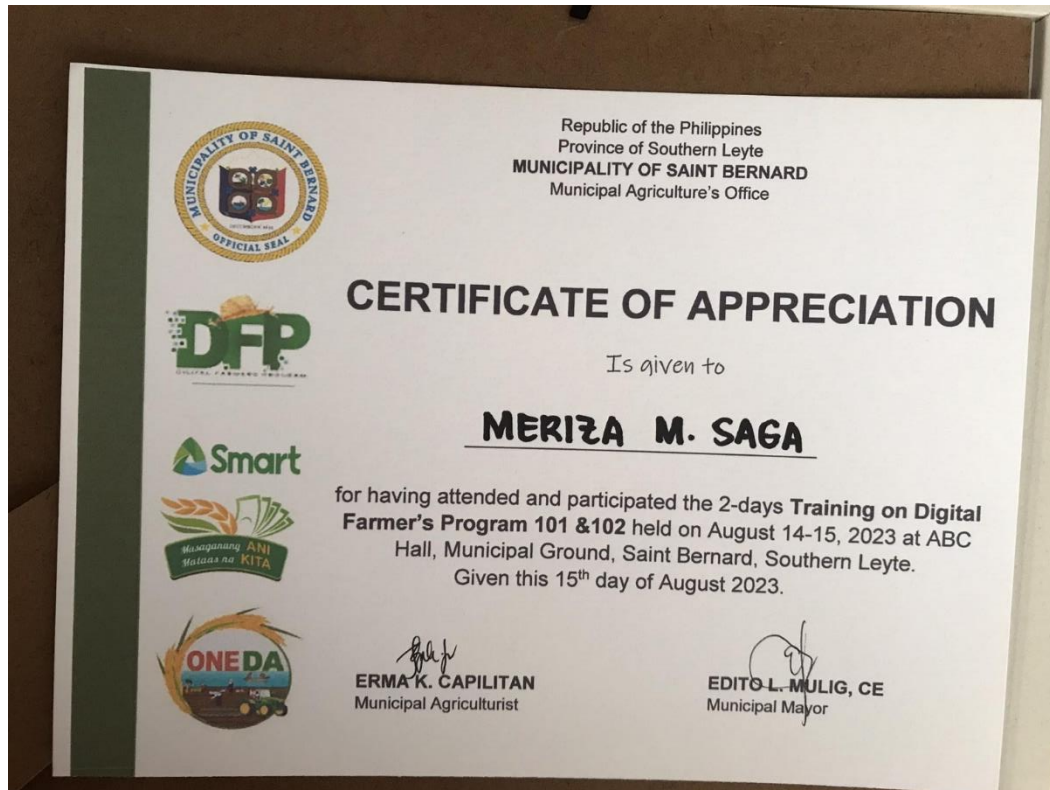 Republic of the Philippines
Province of Southern Leyte
MUNICIPALITY OF SAINT BERNARD
Municipal Agriculture's Office
MUNICIPALITY OF SAINT BERNARD
OFFICIAL SEAL
CERTIFICATE OF APPRECIATION
DFP
DIGITAL FARMERS PROGRAM
Is given to
MERIZA M. SAGA
Smart
for having attended and participated the 2-days Training on Digital
Farmer's Program 101 &102 held on August 14-15, 2023 at ABC
Hall, Municipal Ground, Saint Bernard, Southern Leyte.
Given this 15th day of August 2023.
Masaganang ANI
Mataas na KITA
ONE DA
ERMA K. CAPILITAN
Municipal Agriculturist
EDITO L. MULIG, CE
Municipal Mayor